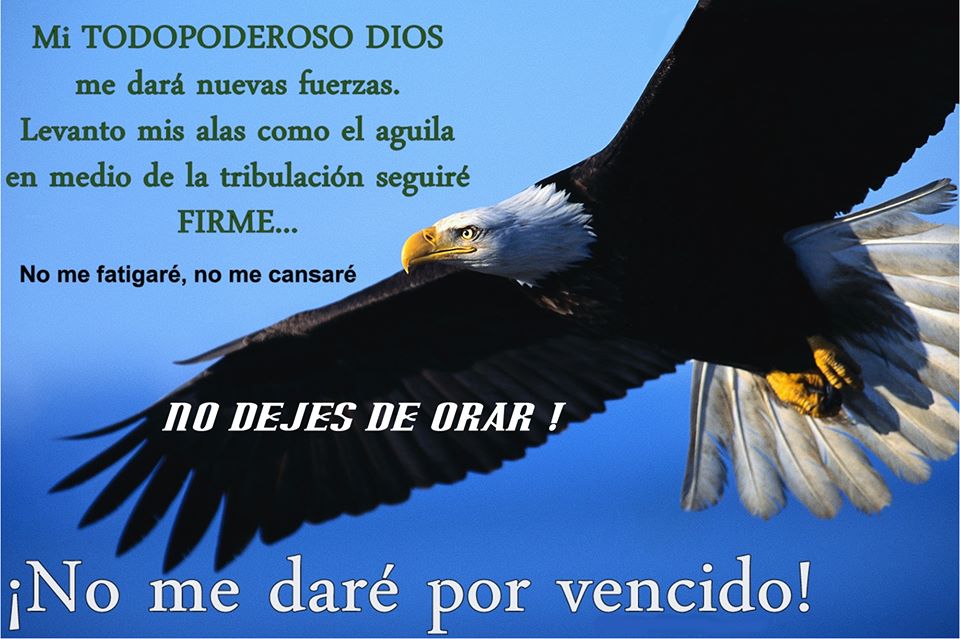 Mi TODOPODEROSO DIOS
me dará nuevas fuerzas.
Levanto mis alas como el aguila
en medio de la tribulación seguiré
FIRME...
No me fatigaré, no me cansaré
NO DEJES DE ORAR !
¡No me daré por vencido!